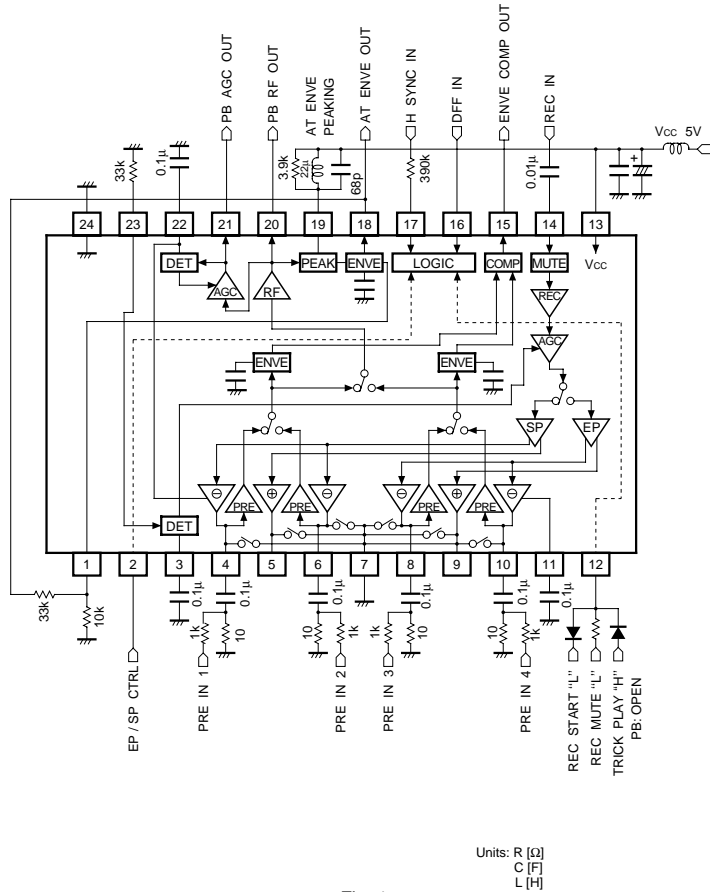 PB AGC OUT
PB RF OUT
AT ENVE
PEAKING
AT ENVE OUT
H SYNC IN
DFF IN
ENVE COMP OUT
REC IN
VCC 5V
33k
0.1μ
3.9k
22μ
68p
390k
0.01μ
+
24
23
22
21
20
19
18
17
16
15
14
13
DET
AGC
RF
PEAK
ENVE
LOGIC
COMP
MUTE
VCC
REC
AGC
ENVE
ENVE
SP
EP
⊖
PRE
⊕
PRE
⊖
⊖
PRE
⊕
PRE
⊖
DET
1
2
3
4
5
6
7
8
9
10
11
12
33k
10k
0.1μ
0.1μ
0.1μ
0.1μ
0.1μ
0.1μ
1k
10
10
1k
1k
10
10
1k
EP / SP CTRL
PRE IN 1
PRE IN 2
PRE IN 3
PRE IN 4
REC START "L"
REC MUTE "L"
TRICK PLAY "H"
PB: OPEN
Units: R [Ω]
C [F]
L [H]